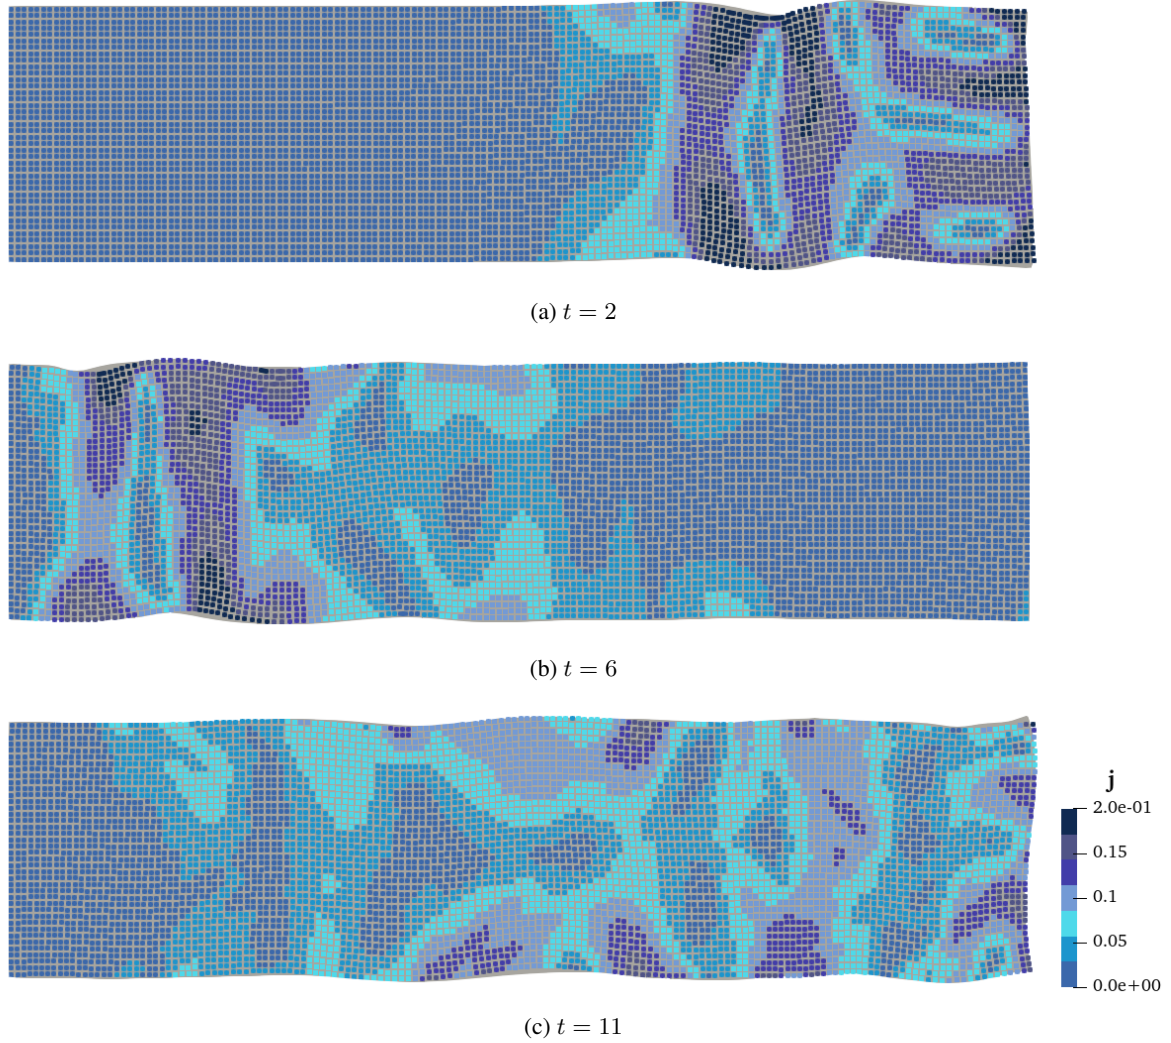 (a) t = 2
(b) t = 6
j
2.0e-01
0.15
0.1
0.05
0.0e+00
(c) t = 11